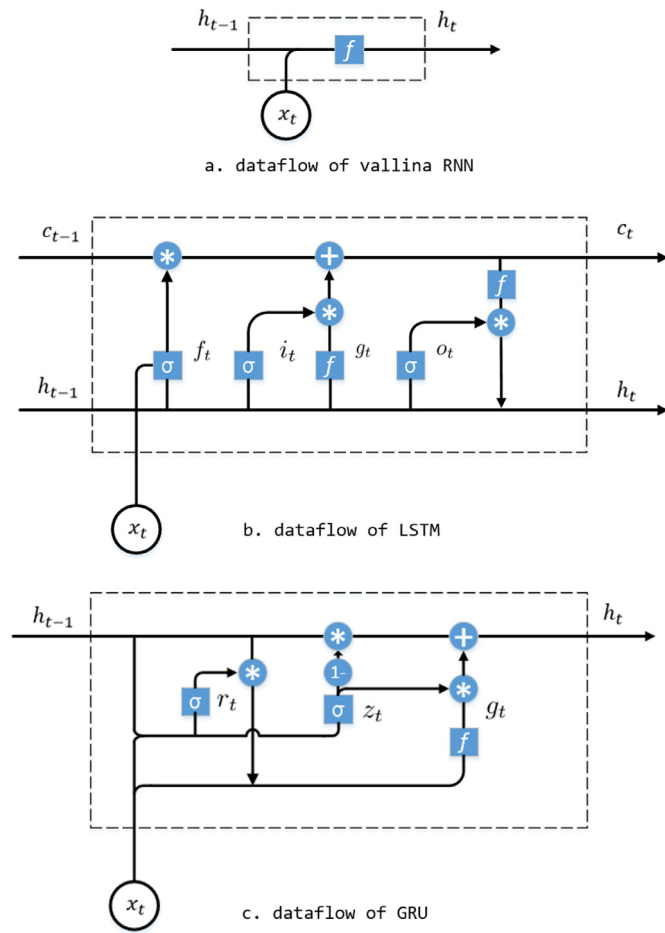 h_{t-1} h_t
f
x_t
a. dataflow of vallina RNN
c_{t-1} c_t
* +
f
* *
σ f_t σ i_t f g_t σ o_t
h_{t-1} h_t
x_t
b. dataflow of LSTM
h_{t-1} h_t
* +
* 1- *
σ r_t σ z_t g_t
f
x_t
c. dataflow of GRU